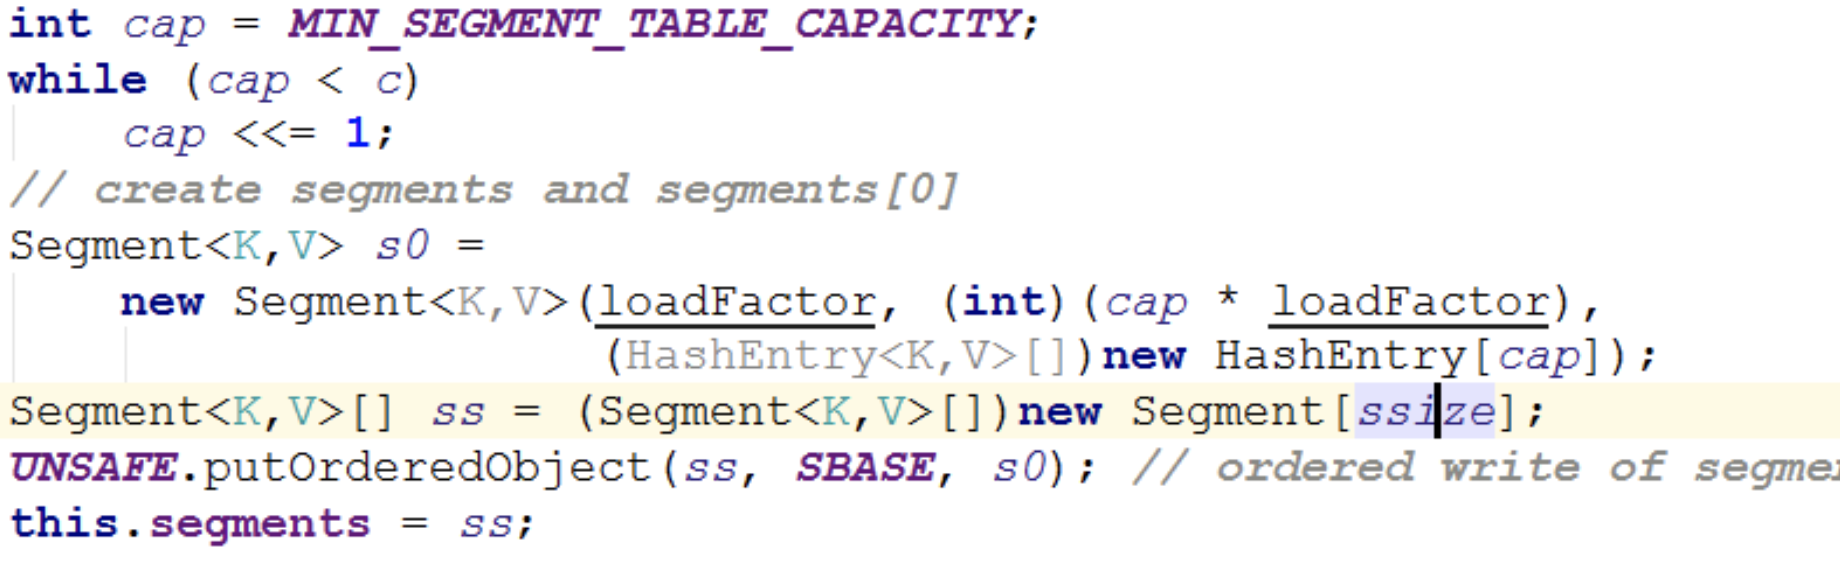 int cap = MIN_SEGMENT_TABLE_CAPACITY;
while (cap < c)
    cap <<= 1;
// create segments and segments[0]
Segment<K,V> s0 =
    new Segment<K,V>(loadFactor, (int)(cap * loadFactor),
                     (HashEntry<K,V>[])new HashEntry[cap]);
Segment<K,V>[] ss = (Segment<K,V>[])new Segment[ssize];
UNSAFE.putOrderedObject(ss, SBASE, s0); // ordered write of
this.segments = ss;